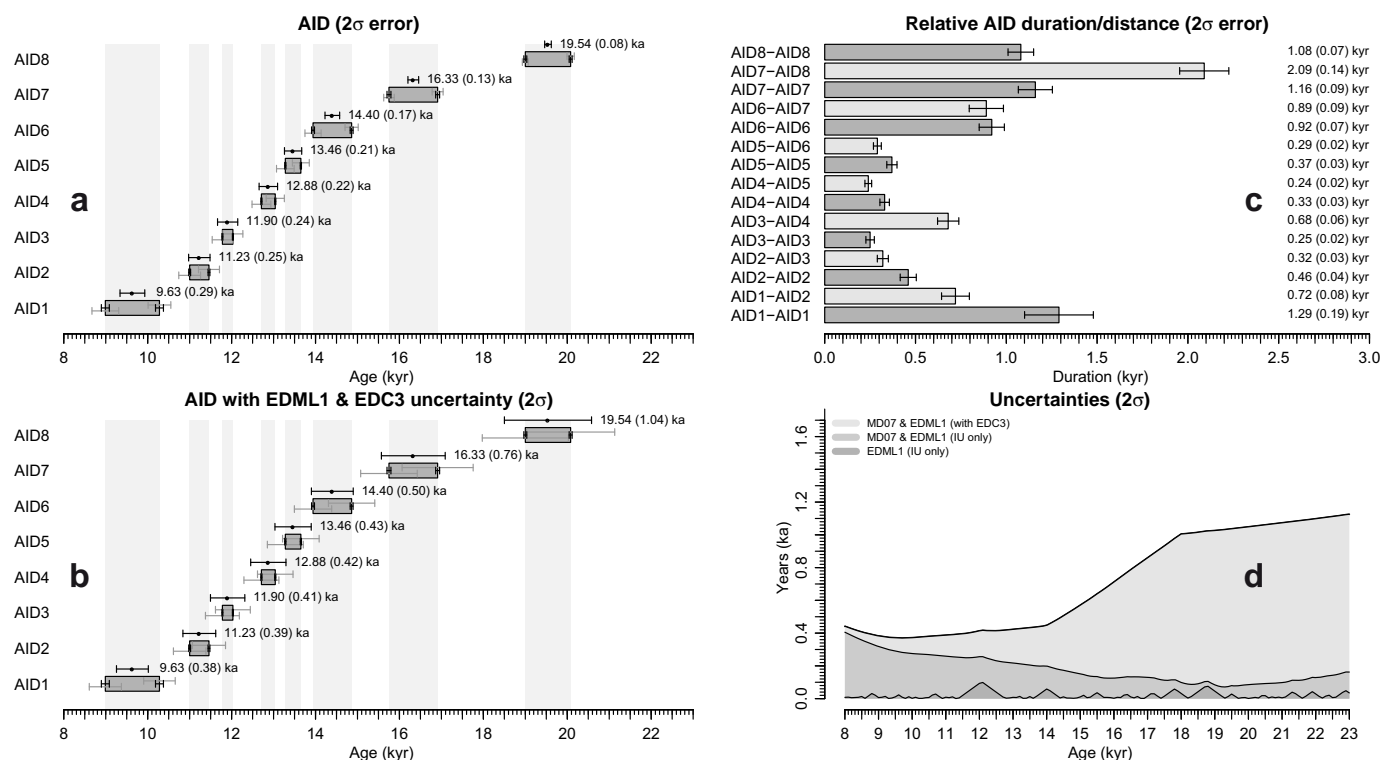 AID (2σ error)
AID8
19.54 (0.08) ka
AID7
16.33 (0.13) ka
AID6
14.40 (0.17) ka
AID5
13.46 (0.21) ka
AID4
12.88 (0.22) ka
a
AID3
11.90 (0.24) ka
AID2
11.23 (0.25) ka
AID1
9.63 (0.29) ka
8 10 12 14 16 18 20 22
Age (kyr)
Relative AID duration/distance (2σ error)
AID8−AID8 1.08 (0.07) kyr
AID7−AID8 2.09 (0.14) kyr
AID7−AID7 1.16 (0.09) kyr
AID6−AID7 0.89 (0.09) kyr
AID6−AID6 0.92 (0.07) kyr
AID5−AID6 0.29 (0.02) kyr
AID5−AID5 0.37 (0.03) kyr
AID4−AID5 0.24 (0.02) kyr
AID4−AID4 0.33 (0.03) kyr
c
AID3−AID4 0.68 (0.06) kyr
AID3−AID3 0.25 (0.02) kyr
AID2−AID3 0.32 (0.03) kyr
AID2−AID2 0.46 (0.04) kyr
AID1−AID2 0.72 (0.08) kyr
AID1−AID1 1.29 (0.19) kyr
0.0 0.5 1.0 1.5 2.0 2.5 3.0
Duration (kyr)
AID with EDML1 & EDC3 uncertainty (2σ)
AID8
19.54 (1.04) ka
AID7
16.33 (0.76) ka
AID6
14.40 (0.50) ka
AID5
13.46 (0.43) ka
AID4
12.88 (0.42) ka
b
AID3
11.90 (0.41) ka
AID2
11.23 (0.39) ka
AID1
9.63 (0.38) ka
8 10 12 14 16 18 20 22
Age (kyr)
Uncertainties (2σ)
MD07 & EDML1 (with EDC3)
MD07 & EDML1 (IU only)
EDML1 (IU only)
Years (ka)
1.6
1.2
0.8
0.4
0.0
d
8 9 10 11 12 13 14 15 16 17 18 19 20 21 22 23
Age (kyr)